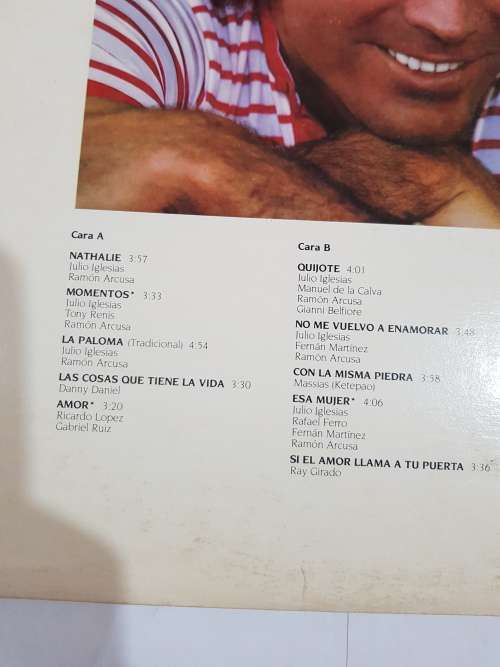 Cara A
NATHALIE 3:57
Julio Iglesias
Ramón Arcusa
MOMENTOS* 3:33
Julio Iglesias
Tony Renis
Ramón Arcusa
LA PALOMA (Tradicional) 4:54
Julio Iglesias
Ramón Arcusa
LAS COSAS QUE TIENE LA VIDA 3:30
Danny Daniel
AMOR* 3:20
Ricardo Lopez
Gabriel Ruiz
Cara B
QUIJOTE 4:01
Julio Iglesias
Manuel de la Calva
Ramón Arcusa
Gianni Belfiore
NO ME VUELVO A ENAMORAR 3:48
Julio Iglesias
Fernán Martínez
Ramón Arcusa
CON LA MISMA PIEDRA 3:58
Massias (Ketepao)
ESA MUJER* 4:06
Julio Iglesias
Rafael Ferro
Fernán Martínez
Ramón Arcusa
SI EL AMOR LLAMA A TU PUERTA 3:36
Ray Girado